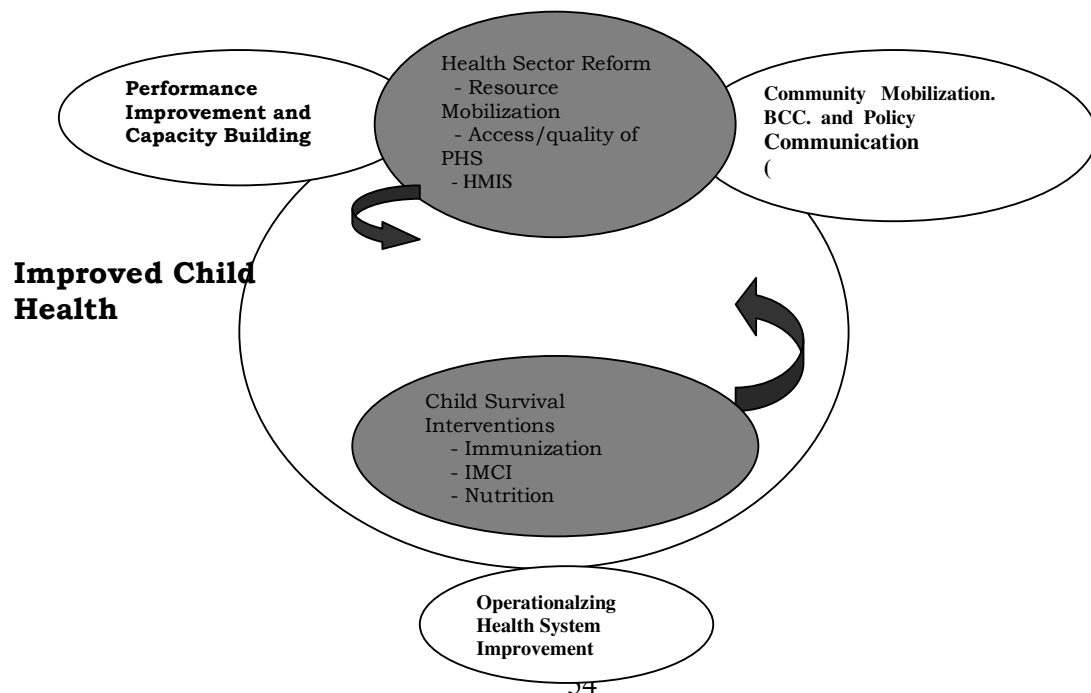 Performance
Improvement and
Capacity Building
Health Sector Reform
- Resource
Mobilization
- Access/quality of
PHS
- HMIS
Community Mobilization.
BCC. and Policy
Communication
(
Improved Child
Health
Child Survival
Interventions
- Immunization
- IMCI
- Nutrition
Operationalzing
Health System
Improvement